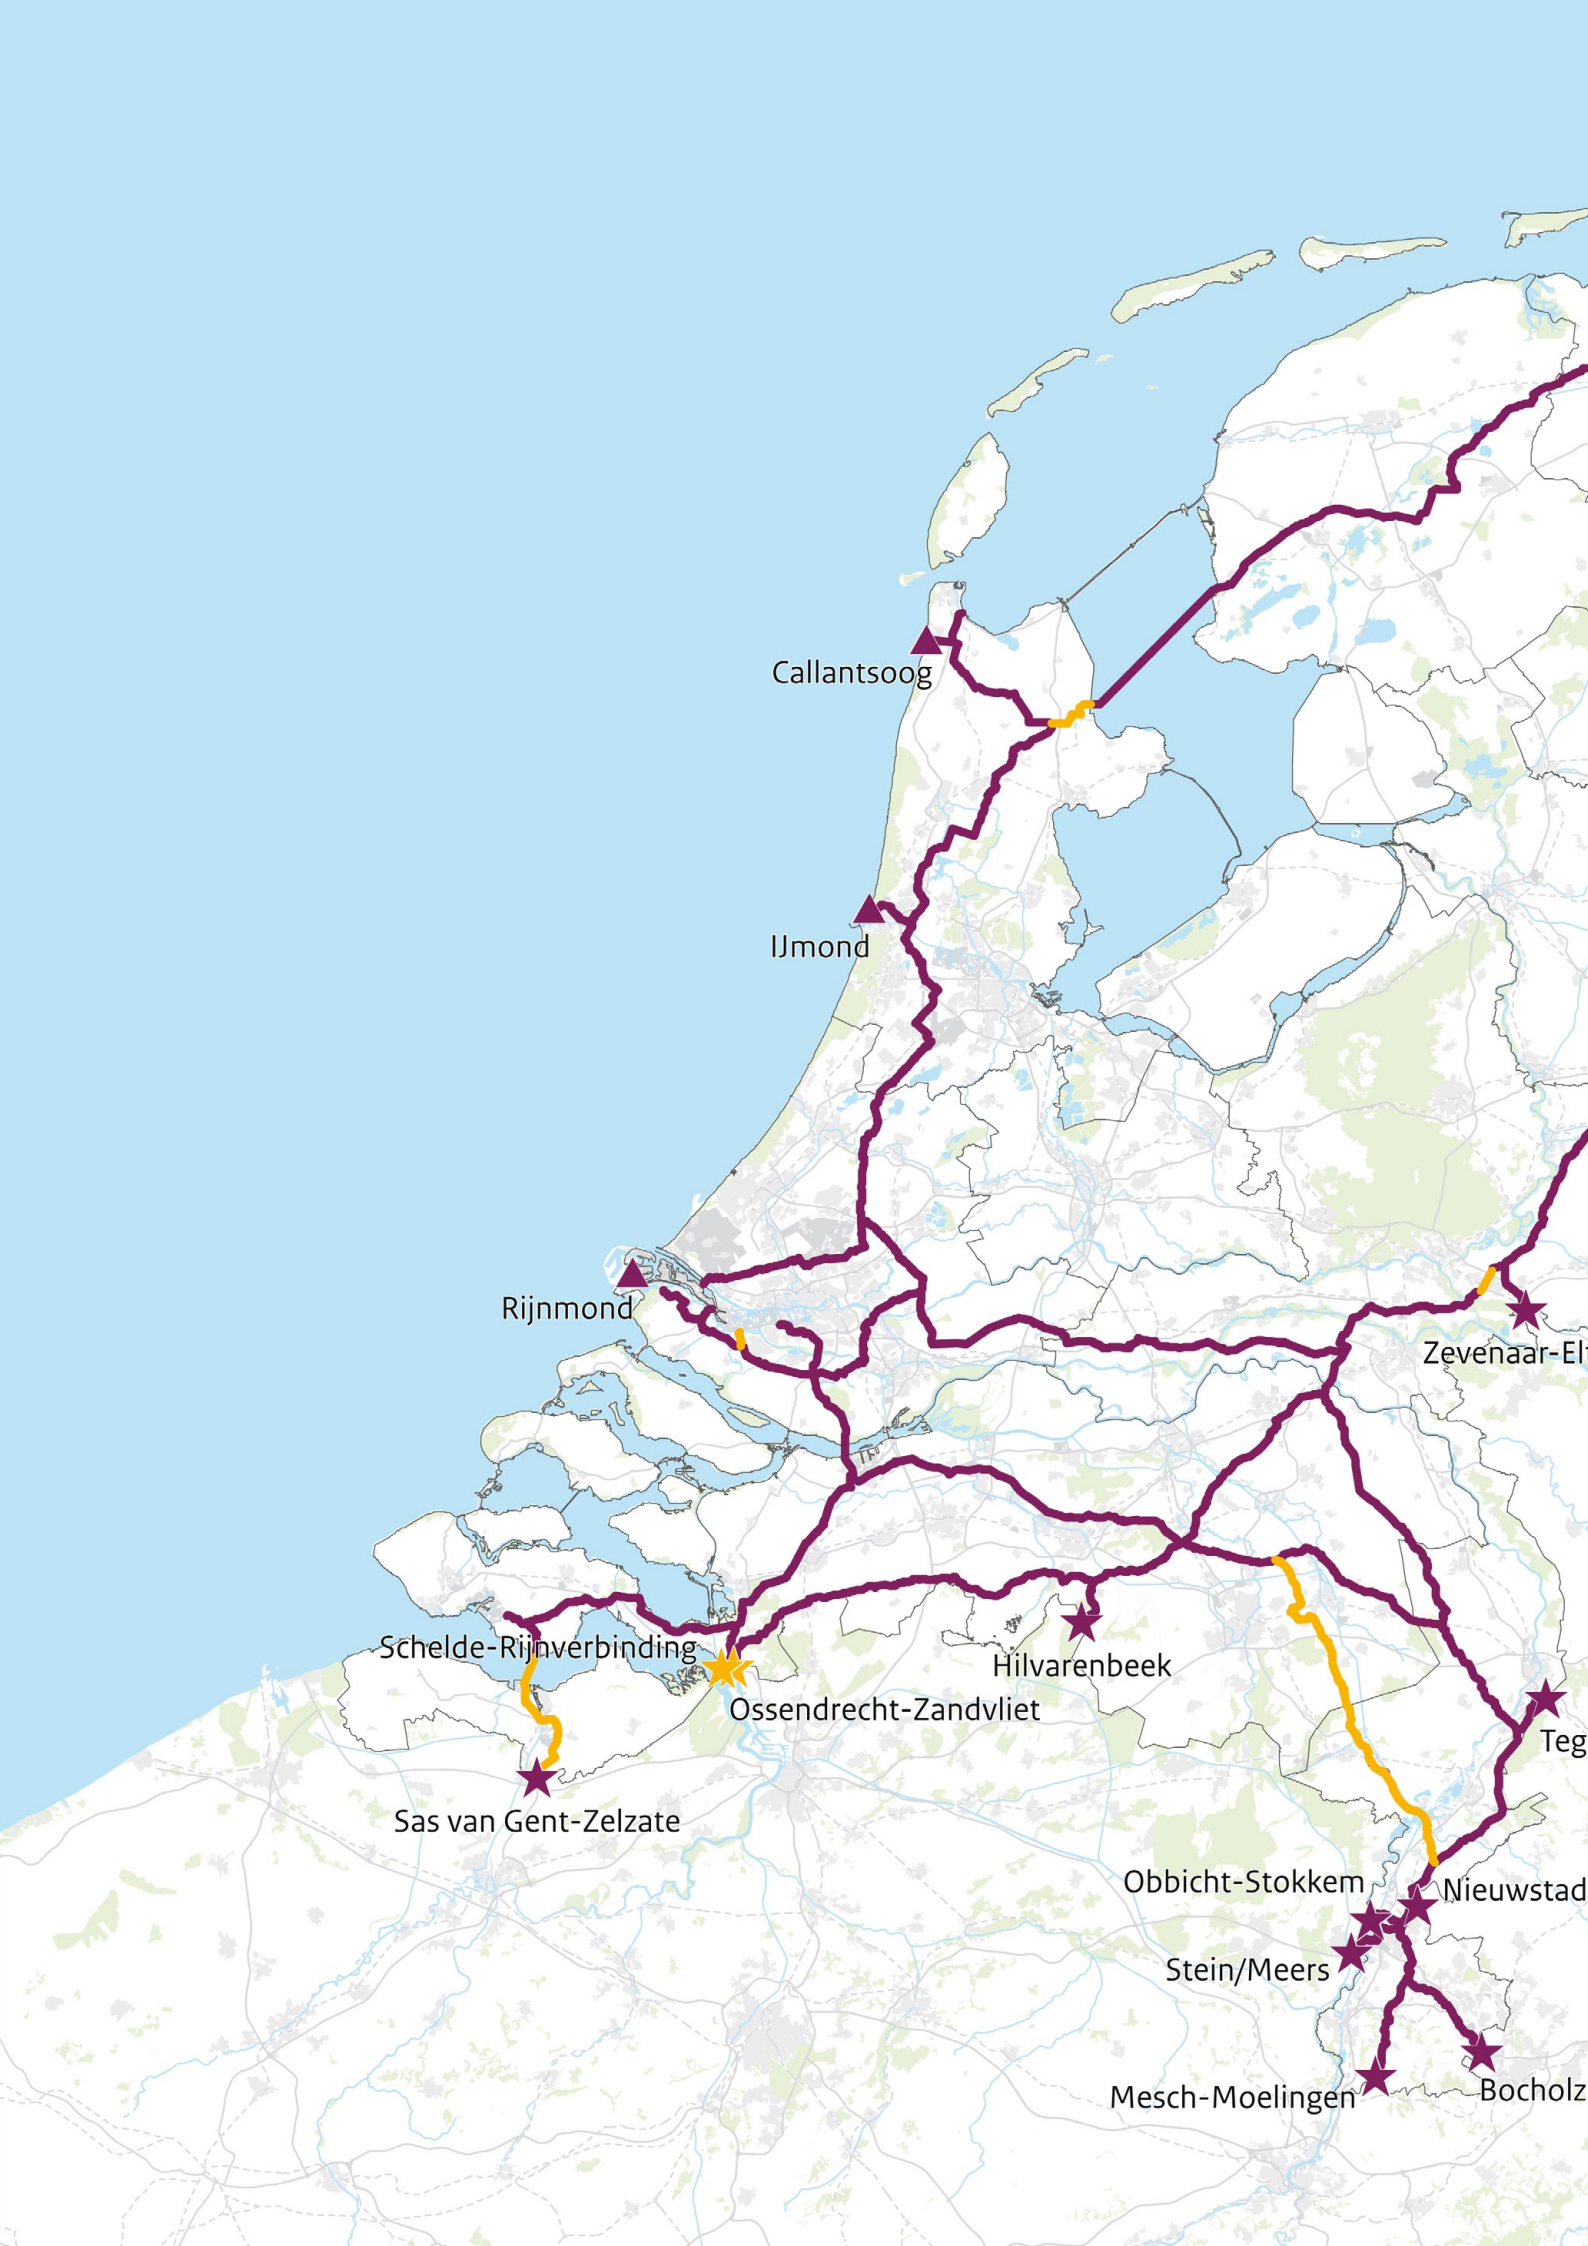 Callantsoog
IJmond
Rijnmond
Zevenaar-Elt
Schelde-Rijnverbinding
Hilvarenbeek
Ossendrecht-Zandvliet
Teg
Sas van Gent-Zelzate
Obbicht-Stokkem
Nieuwstad
Stein/Meers
Bocholz
Mesch-Moelingen